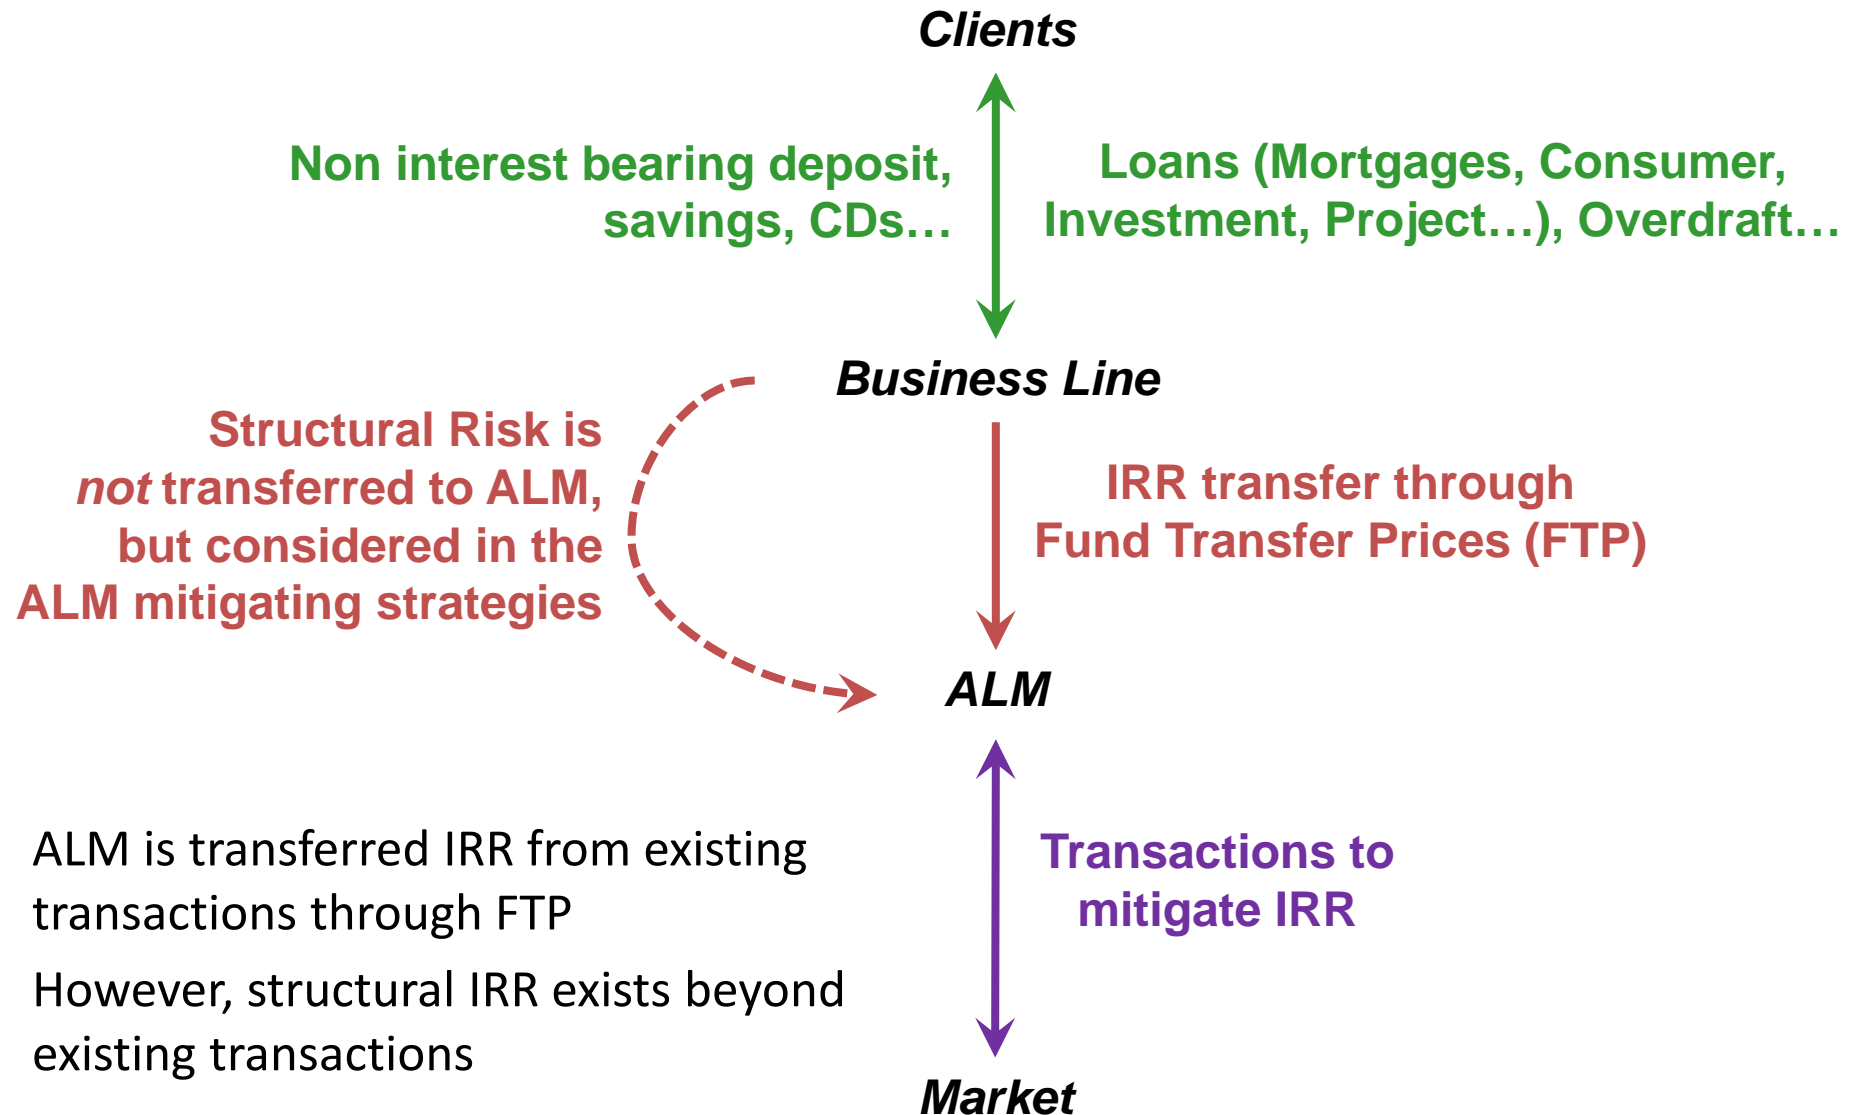 Clients
Non interest bearing deposit,
savings, CDs…
Loans (Mortgages, Consumer,
Investment, Project…), Overdraft…
Business Line
Structural Risk is
not transferred to ALM,
but considered in the
ALM mitigating strategies
IRR transfer through
Fund Transfer Prices (FTP)
ALM
ALM is transferred IRR from existing
transactions through FTP
However, structural IRR exists beyond
existing transactions
Transactions to
mitigate IRR
Market